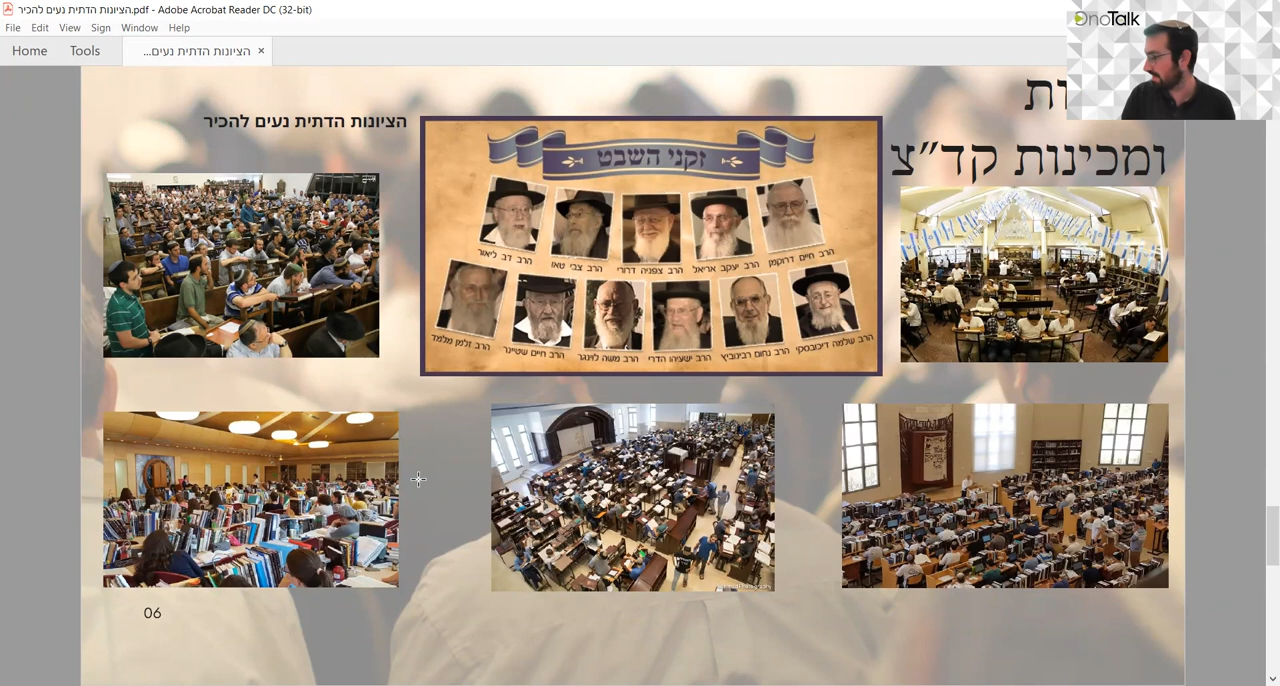 הציונות הדתית נעים להכיר.pdf - Adobe Acrobat Reader DC (32-bit)
File Edit View Sign Window Help
Home Tools הציונות הדתית נעים... ×
OnoTalk
ות
ומכינות קד״צ
הציונות הדתית נעים להכיר
זקני השבט
הרב חיים דרוקמן הרב יעקב אריאל הרב צפניה דרורי הרב צבי טאו הרב דב ליאור
הרב שלמה דיכובסקי הרב נחום רבינוביץ הרב ישעיהו הדרי הרב משה לוינגר הרב חיים שטיינר הרב זלמן מלמד
06